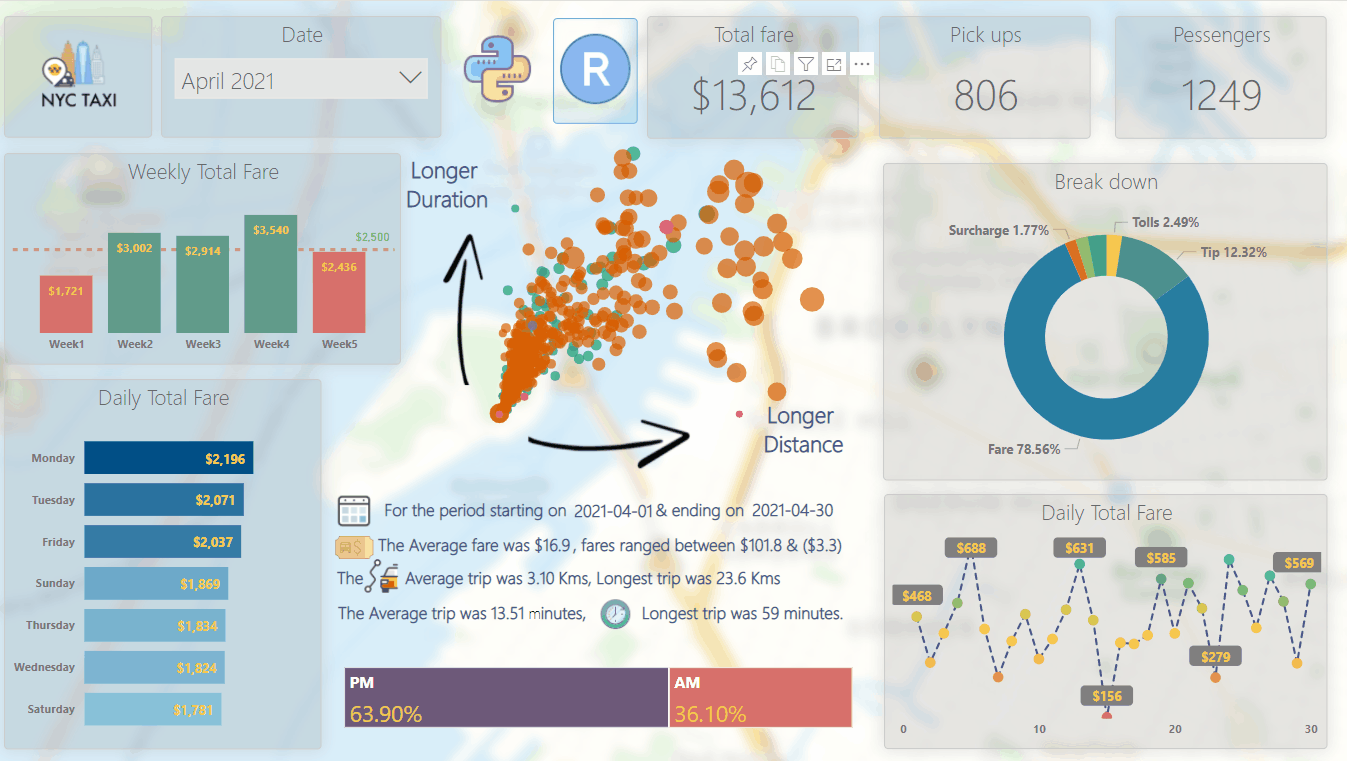 NYC TAXI
Date
April 2021
R
Total fare
$13,612
Pick ups
806
Pessengers
1249
Weekly Total Fare
$1,721
$3,002
$2,914
$3,540
$2,436
$2,500
Week1 Week2 Week3 Week4 Week5
Longer
Duration
Longer
Distance
Break down
Surcharge 1.77%
Tolls 2.49%
Tip 12.32%
Fare 78.56%
Daily Total Fare
Monday $2,196
Tuesday $2,071
Friday $2,037
Sunday $1,869
Thursday $1,834
Wednesday $1,824
Saturday $1,781
For the period starting on 2021-04-01 & ending on 2021-04-30
The Average fare was $16.9 , fares ranged between $101.8 & ($3.3)
The Average trip was 3.10 Kms, Longest trip was 23.6 Kms
The Average trip was 13.51 minutes, Longest trip was 59 minutes.
PM
63.90%
AM
36.10%
Daily Total Fare
$468
$688
$631
$585
$569
$279
$156
0 10 20 30